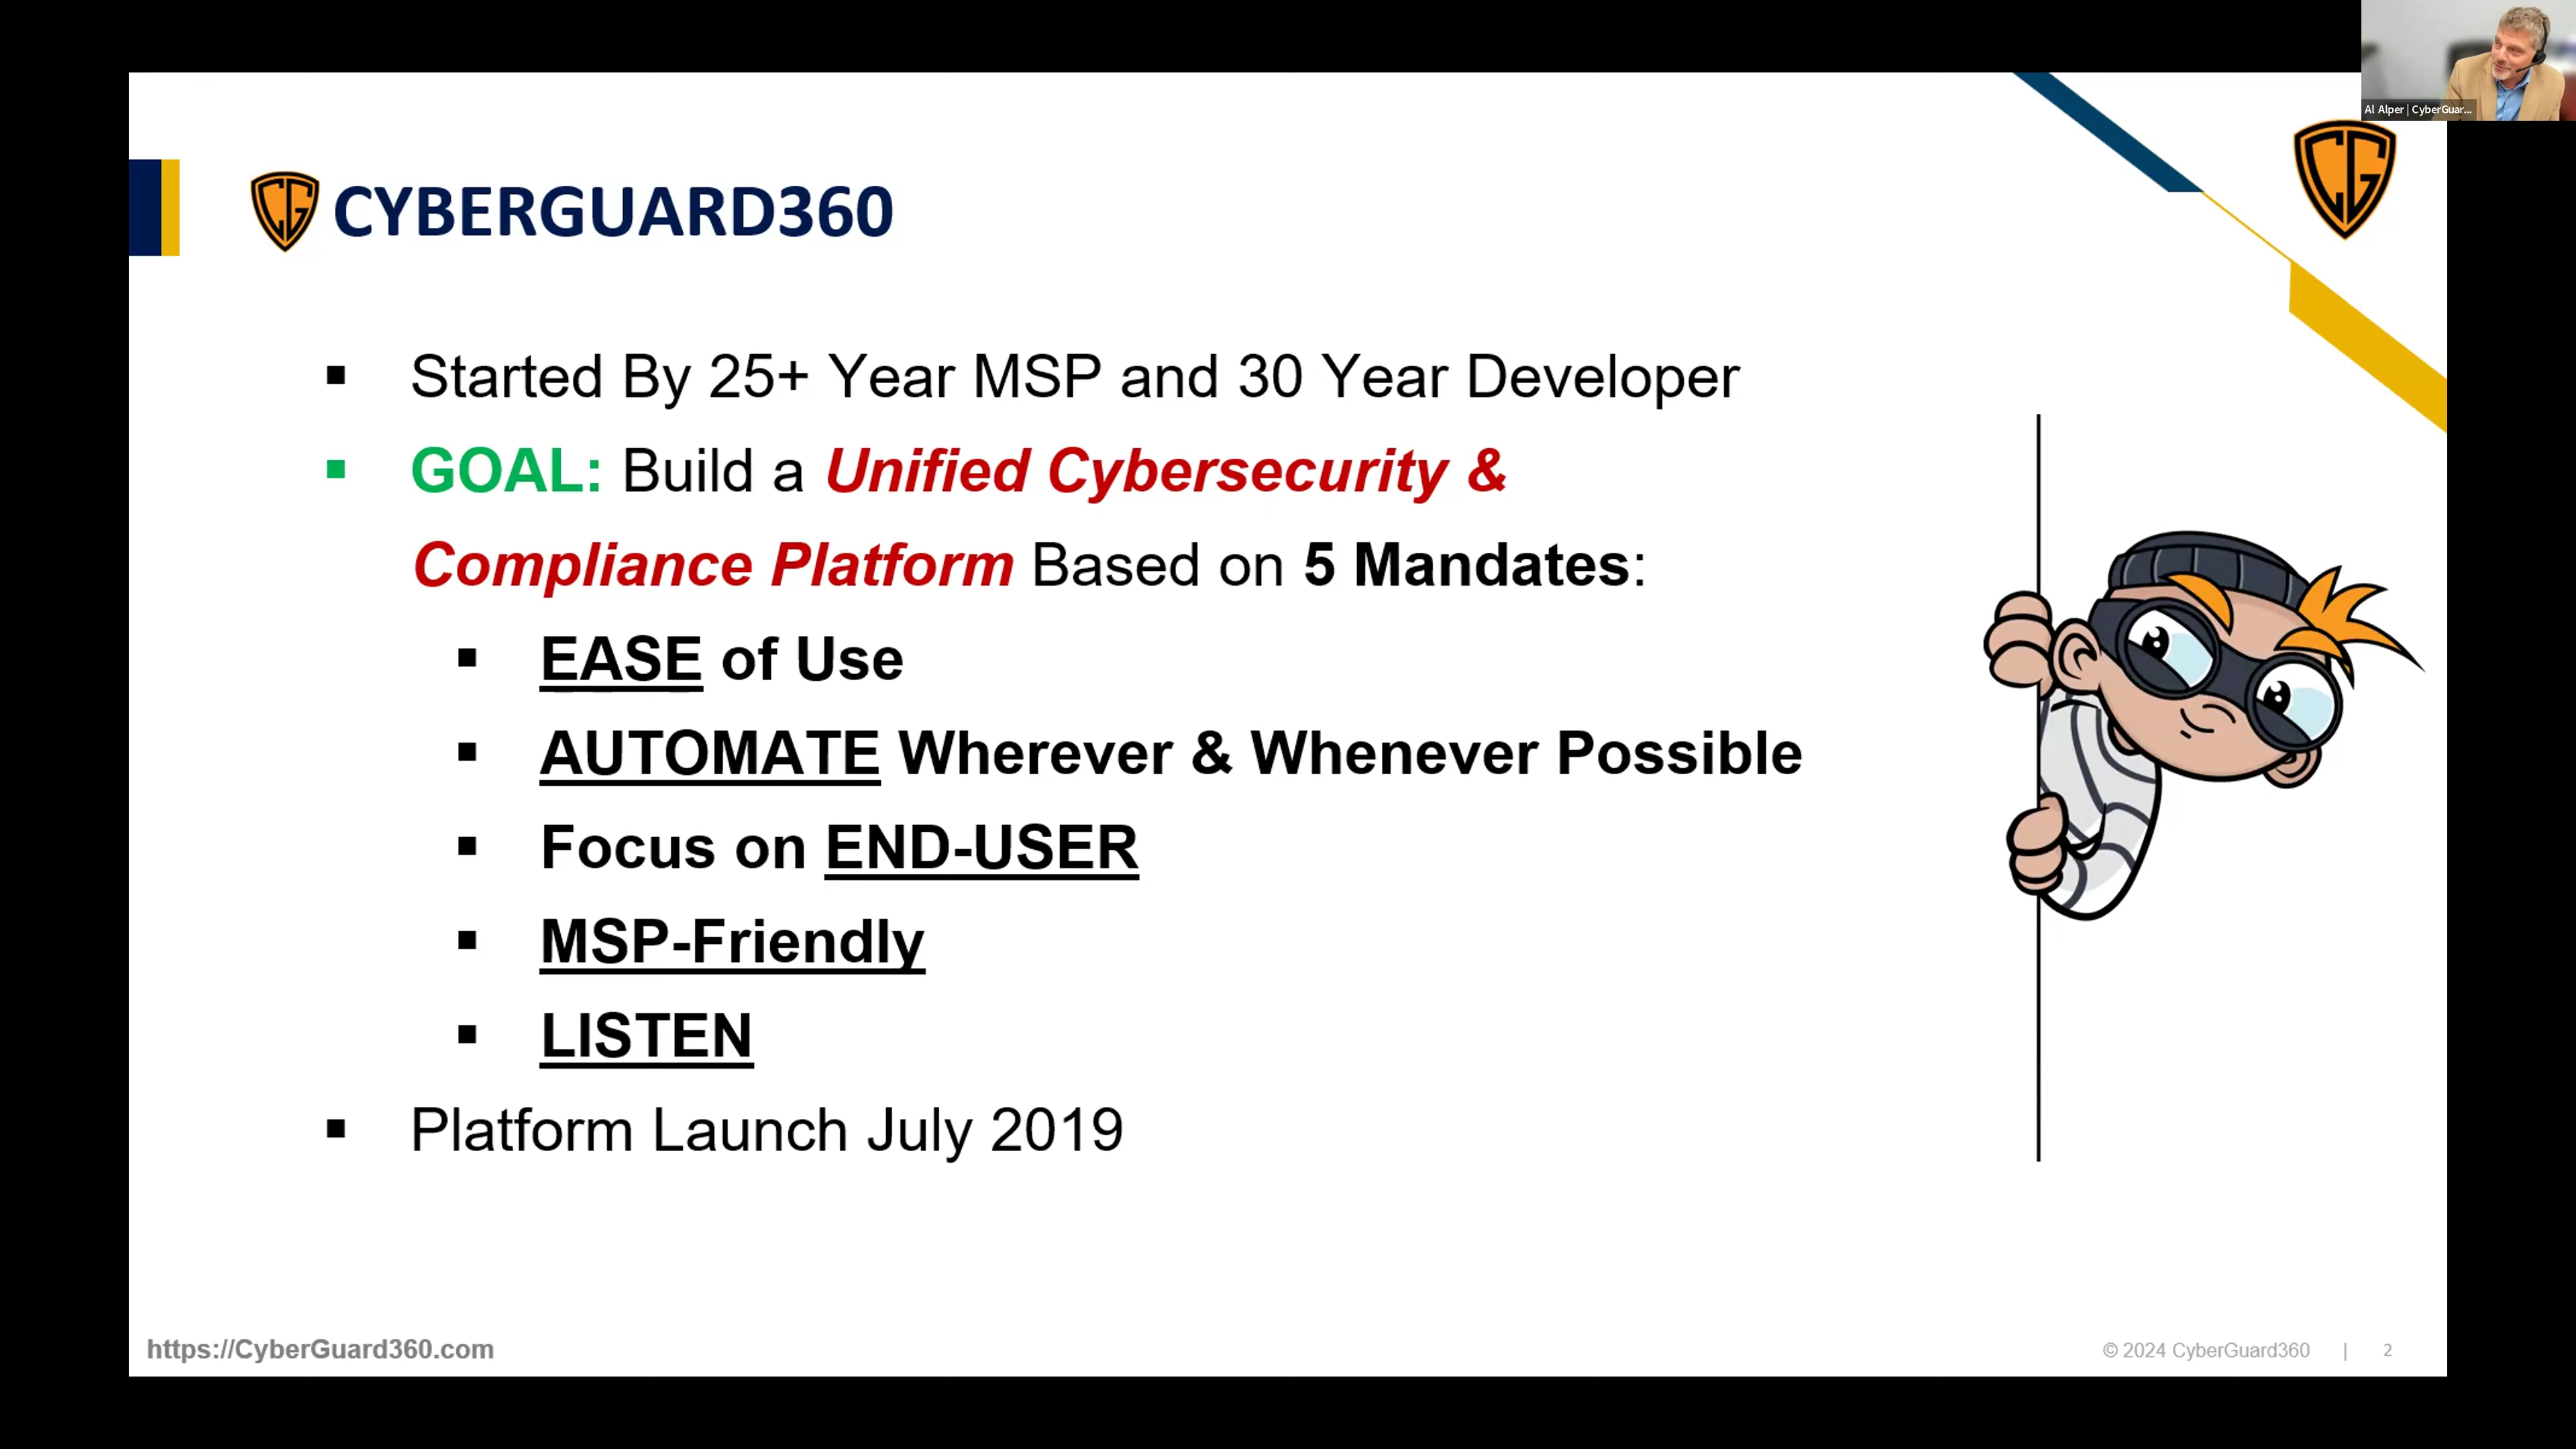 Al Alper | CyberGuar...
CG
CG CYBERGUARD360
▪ Started By 25+ Year MSP and 30 Year Developer
▪ GOAL: Build a Unified Cybersecurity &
Compliance Platform Based on 5 Mandates:
▪ EASE of Use
▪ AUTOMATE Wherever & Whenever Possible
▪ Focus on END-USER
▪ MSP-Friendly
▪ LISTEN
▪ Platform Launch July 2019
https://CyberGuard360.com
© 2024 CyberGuard360 | 2